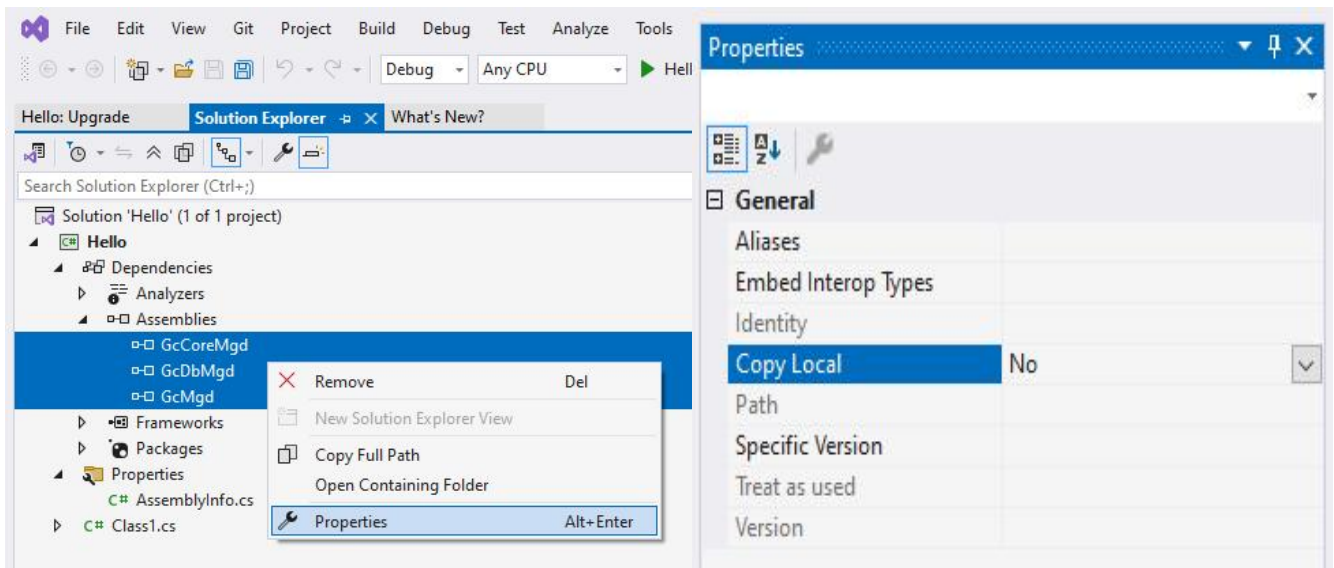 File Edit View Git Project Build Debug Test Analyze Tools
Debug Any CPU Hell
Hello: Upgrade Solution Explorer What's New?
Search Solution Explorer (Ctrl+;)
Solution 'Hello' (1 of 1 project)
C# Hello
Dependencies
Analyzers
Assemblies
GcCoreMgd
GcDbMgd
GcMgd
Frameworks
Packages
Properties
C# AssemblyInfo.cs
C# Class1.cs
Remove Del
New Solution Explorer View
Copy Full Path
Open Containing Folder
Properties Alt+Enter
Properties
A
Z
General
Aliases
Embed Interop Types
Identity
Copy Local No
Path
Specific Version
Treat as used
Version